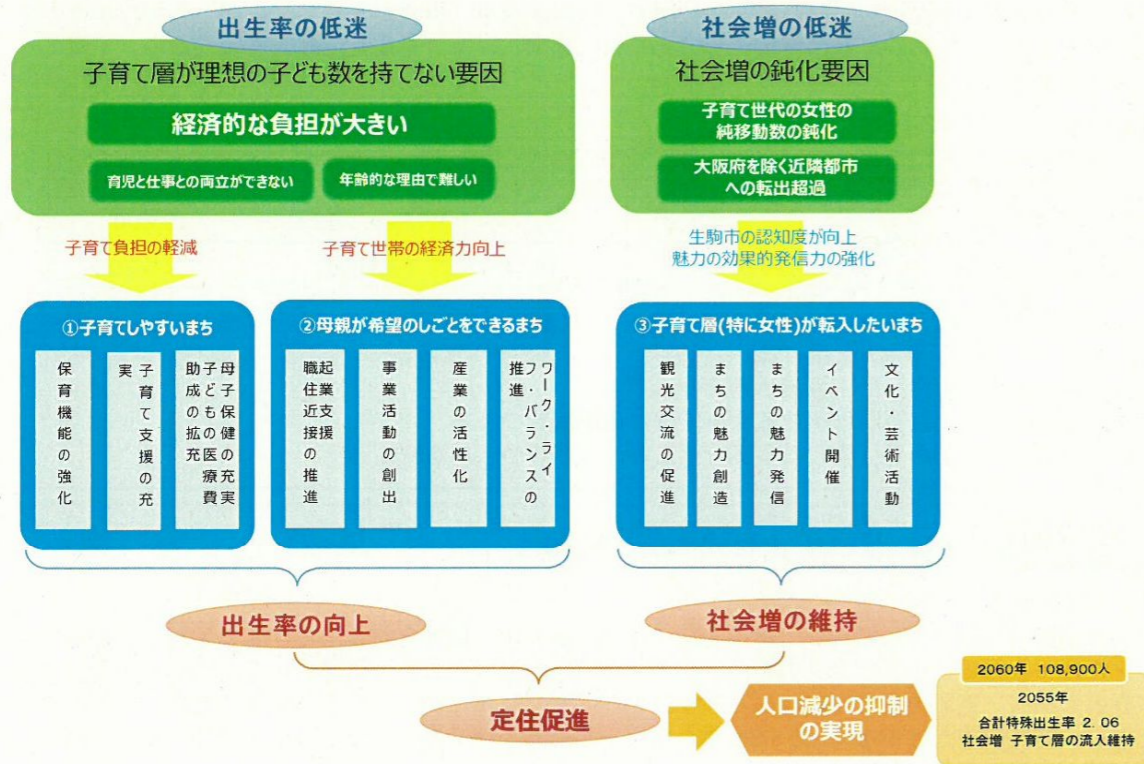 出生率の低迷
子育て層が理想の子ども数を持てない要因
経済的な負担が大きい
育児と仕事との両立ができない
年齢的な理由で難しい
社会増の低迷
社会増の鈍化要因
子育て世代の女性の
純移動数の鈍化
大阪府を除く近隣都市
への転出超過
子育て負担の軽減
子育て世帯の経済力向上
生駒市の認知度が向上
魅力の効果的発信力の強化
①子育てしやすいまち
保育機能の強化
子育て支援の充
実
母子保健の充実
子どもの医療費
助成の拡充
②母親が希望のしごとをできるまち
起業支援
職住近接の推進
事業活動の創出
産業の活性化
ワーク・ライ
フ・バランスの
推進
③子育て層(特に女性)が転入したいまち
観光交流の促進
まちの魅力創造
まちの魅力発信
イベント開催
文化・芸術活動
出生率の向上
社会増の維持
定住促進
人口減少の抑制
の実現
2060年 108,900人
2055年
合計特殊出生率 2.06
社会増 子育て層の流入維持